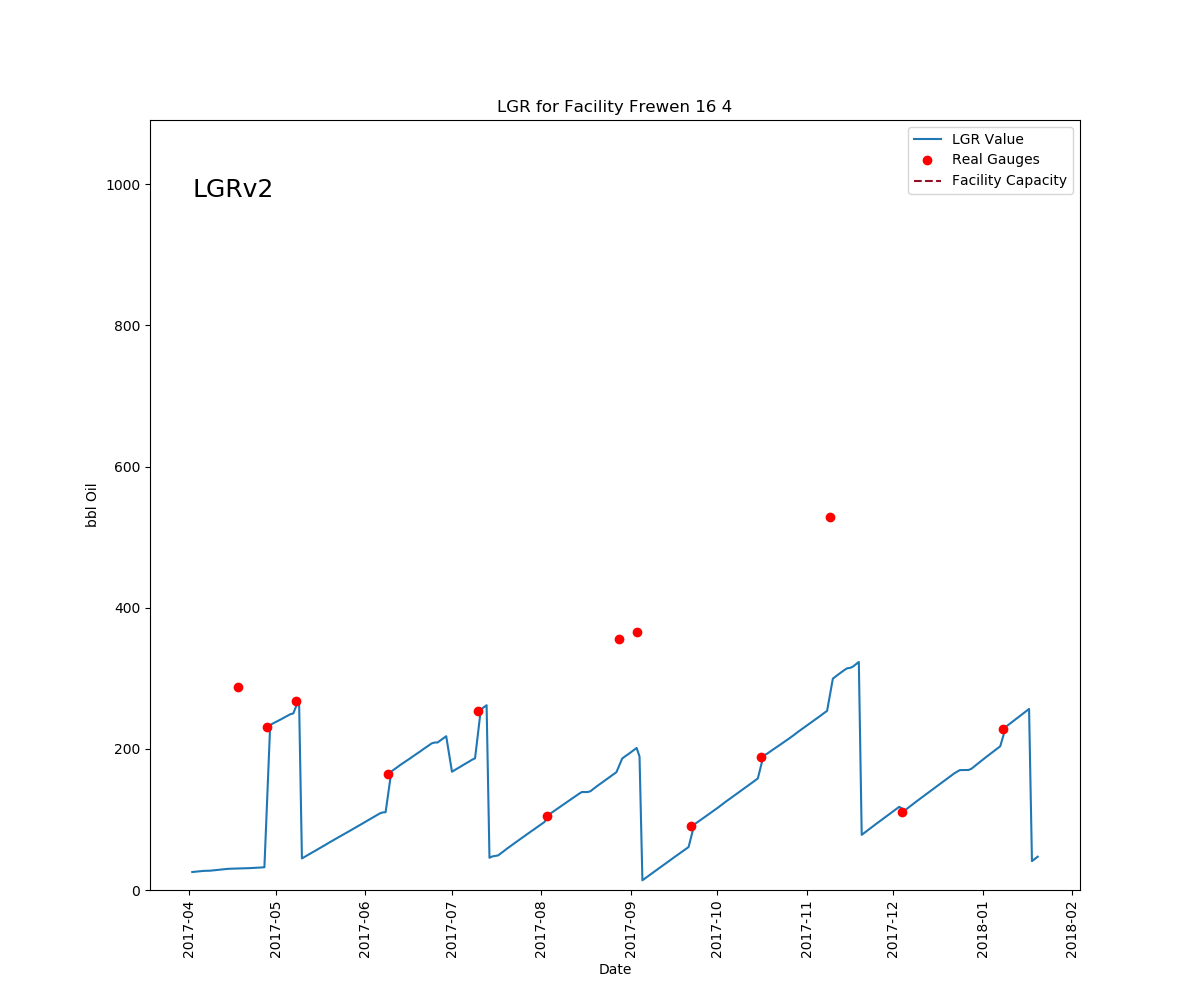 LGR for Facility Frewen 16 4
LGR Value
Real Gauges
Facility Capacity
LGRv2
bbl Oil
1000
800
600
400
200
0
2017-04
2017-05
2017-06
2017-07
2017-08
2017-09
2017-10
2017-11
2017-12
2018-01
2018-02
Date